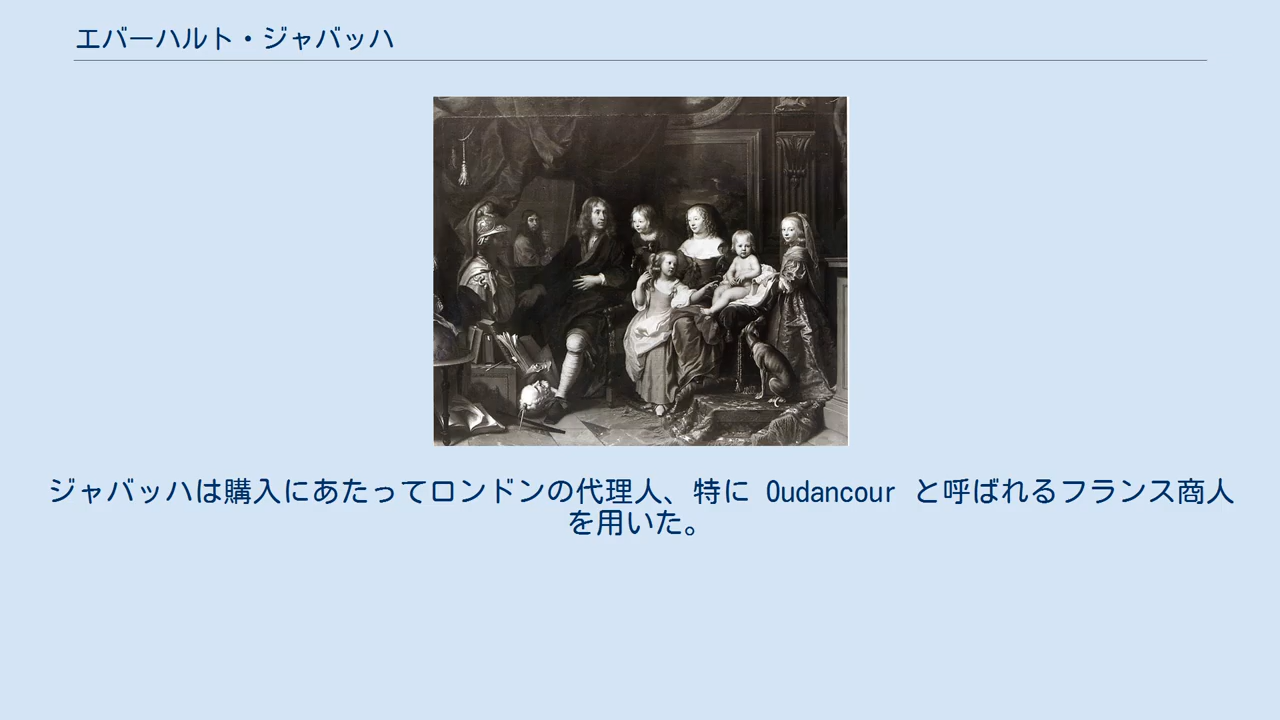 エバーハルト・ジャバッハ
ジャバッハは購入にあたってロンドンの代理人、特に Oudancour と呼ばれるフランス商人
を用いた。